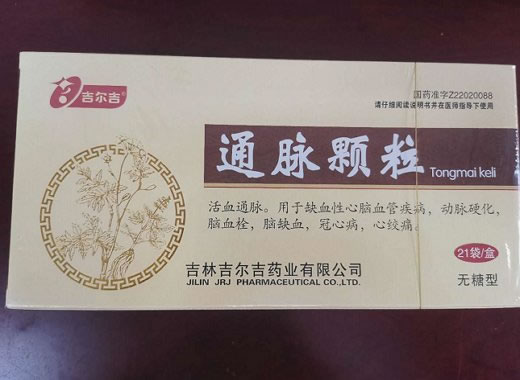 吉尔吉
国药准字Z22020088
请仔细阅读说明书并在医师指导下使用
通脉颗粒
Tongmai keli
活血通脉。用于缺血性心脑血管疾病，动脉硬化，
脑血栓，脑缺血，冠心病，心绞痛。
21袋/盒
吉林吉尔吉药业有限公司
JILIN JRJ PHARMACEUTICAL CO.,LTD.
无糖型